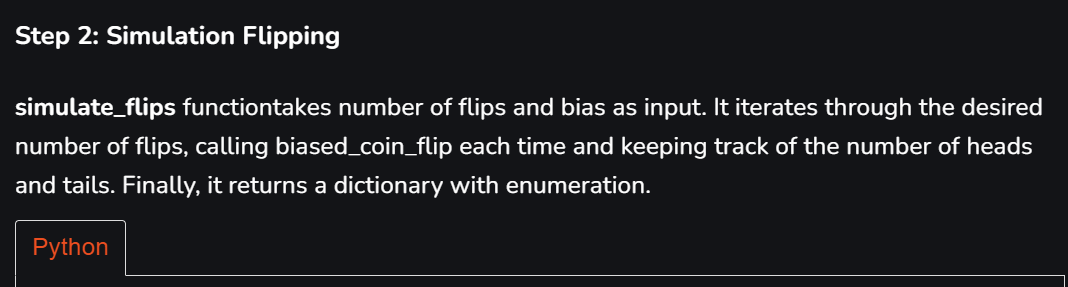 Step 2: Simulation Flipping
simulate_flips functiontakes number of flips and bias as input. It iterates through the desired
number of flips, calling biased_coin_flip each time and keeping track of the number of heads
and tails. Finally, it returns a dictionary with enumeration.
Python